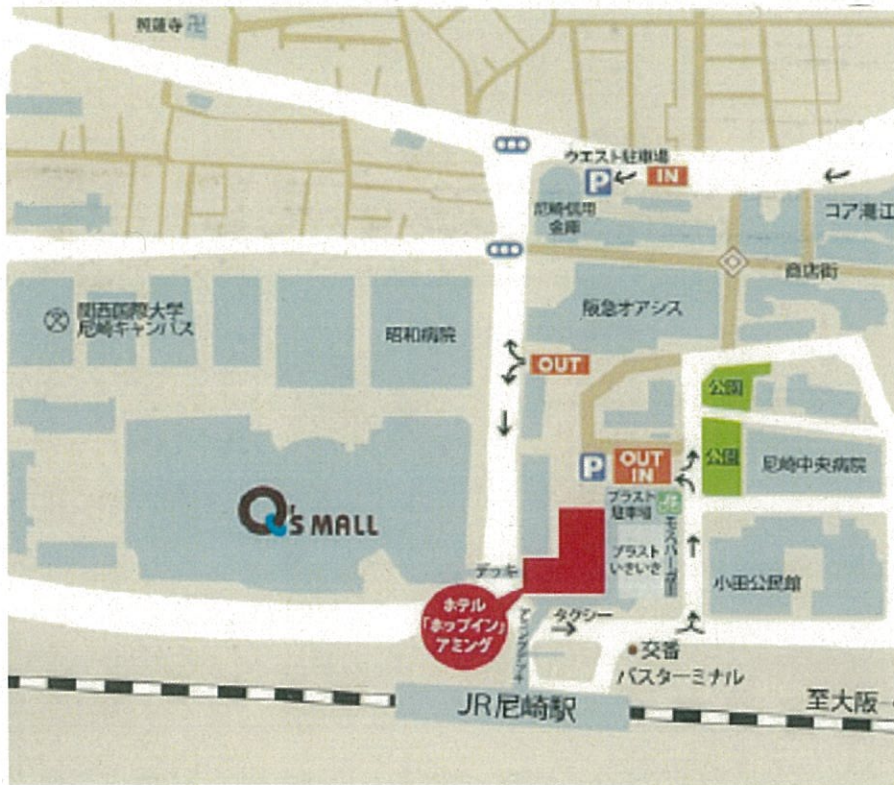 照蓮寺
ウエスト駐車場
P
IN
尼崎信用
金庫
コア潮江
商店街
関西国際大学
尼崎キャンパス
昭和病院
阪急オアシス
OUT
公園
P
OUT
IN
公園
尼崎中央病院
Q's MALL
プラスト
駐車場
モスバーガー
プラスト
いきいき
小田公民館
デッキ
ホテル
「ホップイン」
アミング
タクシー
交番
バスターミナル
JR尼崎駅
至大阪